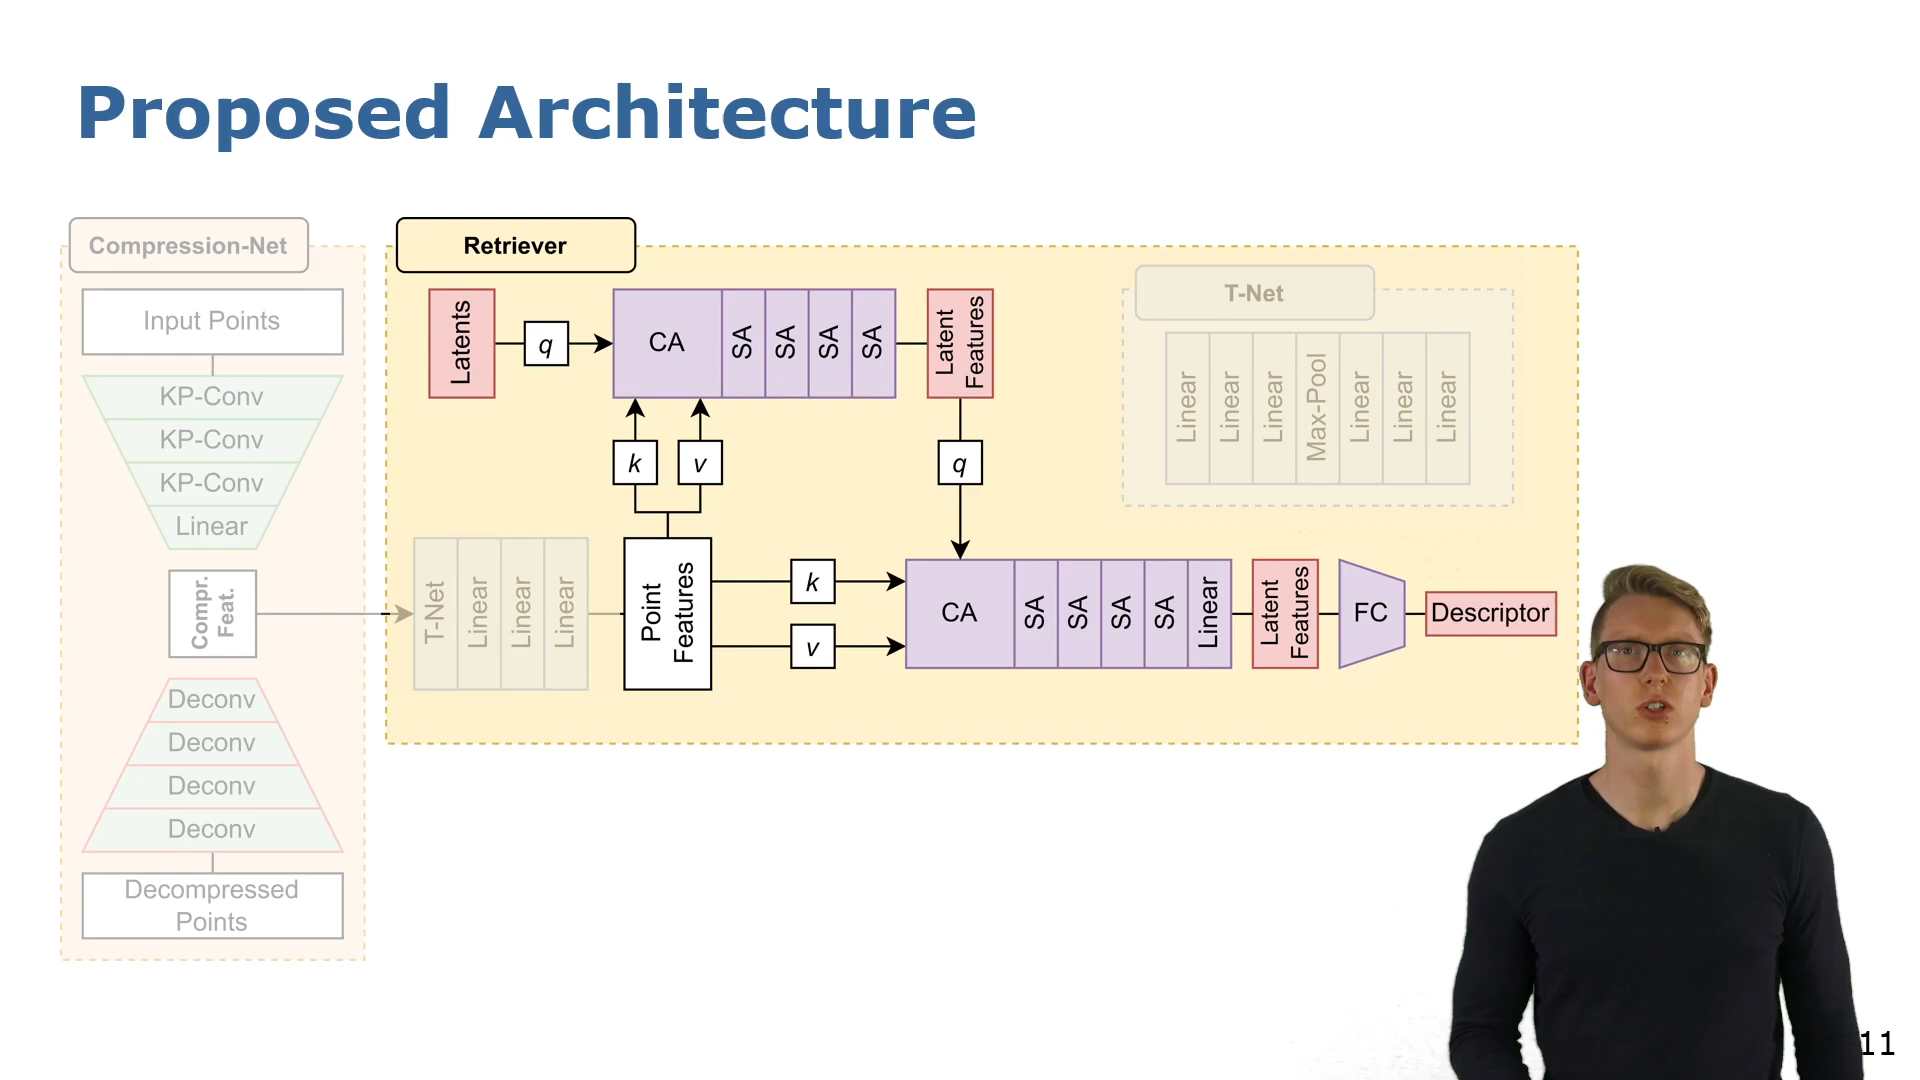 Proposed Architecture
Compression-Net
Input Points
KP-Conv
KP-Conv
KP-Conv
Linear
Compr.
Feat.
Deconv
Deconv
Deconv
Deconv
Decompressed
Points
Retriever
Latents
q
CA
SA
SA
SA
SA
Latent
Features
k
v
q
T-Net
Linear
Linear
Linear
Max-Pool
Linear
Linear
Linear
T-Net
Linear
Linear
Linear
Point
Features
k
v
CA
SA
SA
SA
SA
Linear
Latent
Features
FC
Descriptor
11